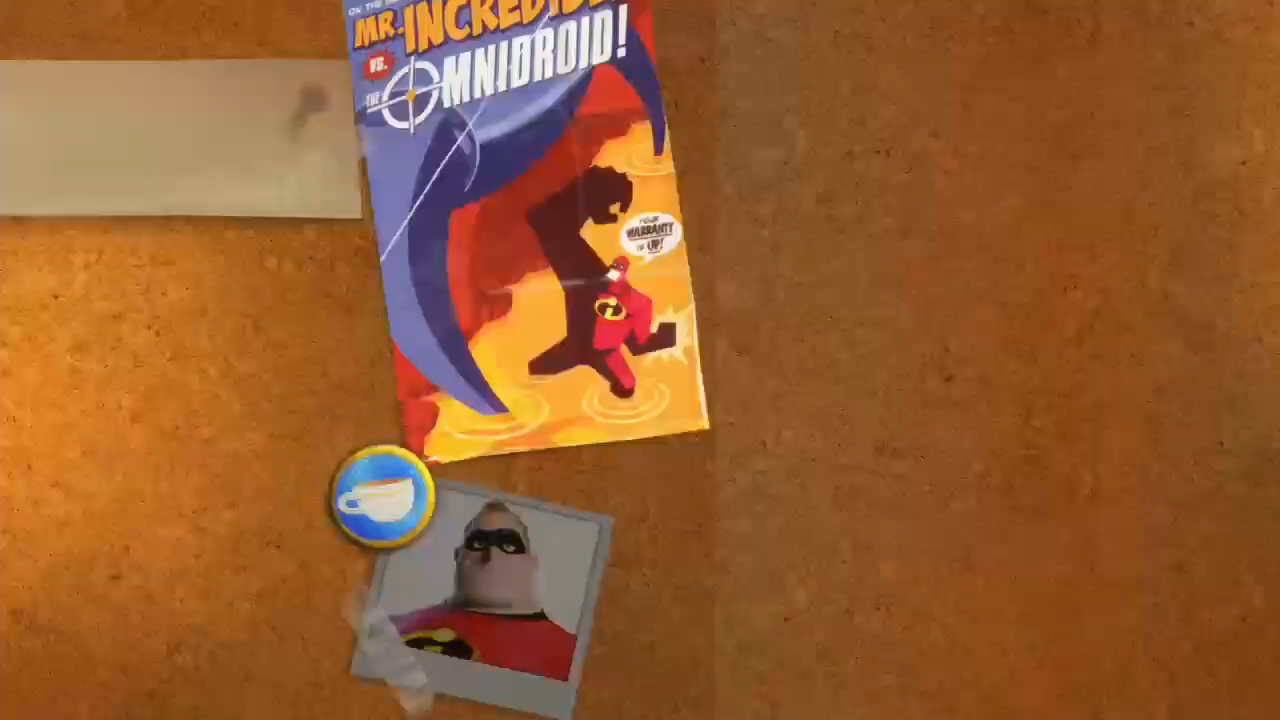 MR. INCREDIBLE
VS.
THE OMNIDROID!
YOUR
WARRANTY
IS UP!